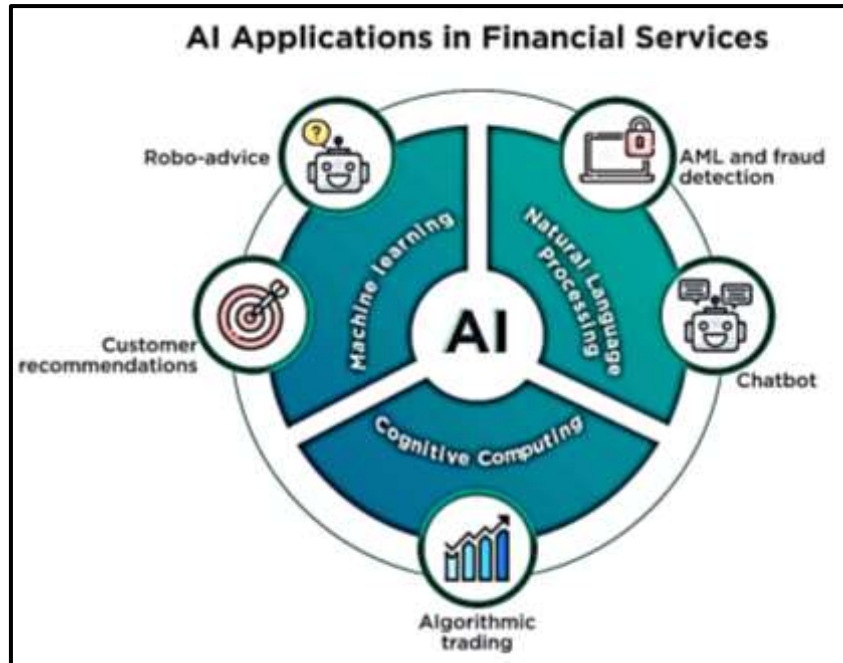 AI Applications in Financial Services
Robo-advice
?
AML and fraud
detection
Machine learning
Natural Language
Processing
AI
Customer
recommendations
Chatbot
Cognitive Computing
Algorithmic
trading